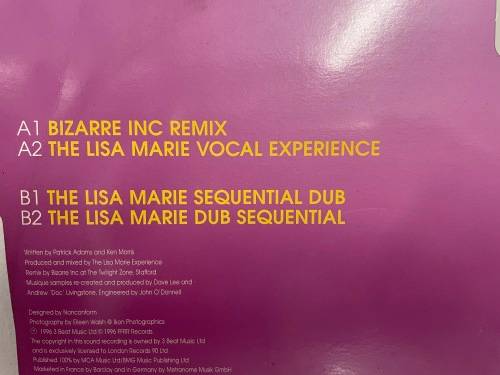 A1 BIZARRE INC REMIX
A2 THE LISA MARIE VOCAL EXPERIENCE
B1 THE LISA MARIE SEQUENTIAL DUB
B2 THE LISA MARIE DUB SEQUENTIAL
Written by Patrick Adams and Ken Morris
Produced and mixed by The Lisa Marie Experience
Remix by Bizarre Inc at The Twilight Zone, Stafford
Musique samples re-created and produced by Dave Lee and
Andrew 'Doc' Livingstone, Engineered by John O'Donnell
Designed by Nonconform
Photography by Eileen Walsh @ Ikon Photographics
℗ 1996 3 Beat Music Ltd © 1996 FFRR Records
The copyright in this sound recording is owned by 3 Beat Music Ltd
and is exclusively licensed to London Records 90 Ltd
Published 100% by MCA Music Ltd/BMG Music Publishing Ltd
Marketed in France by Barclay and in Germany by Metronome Musik GmbH